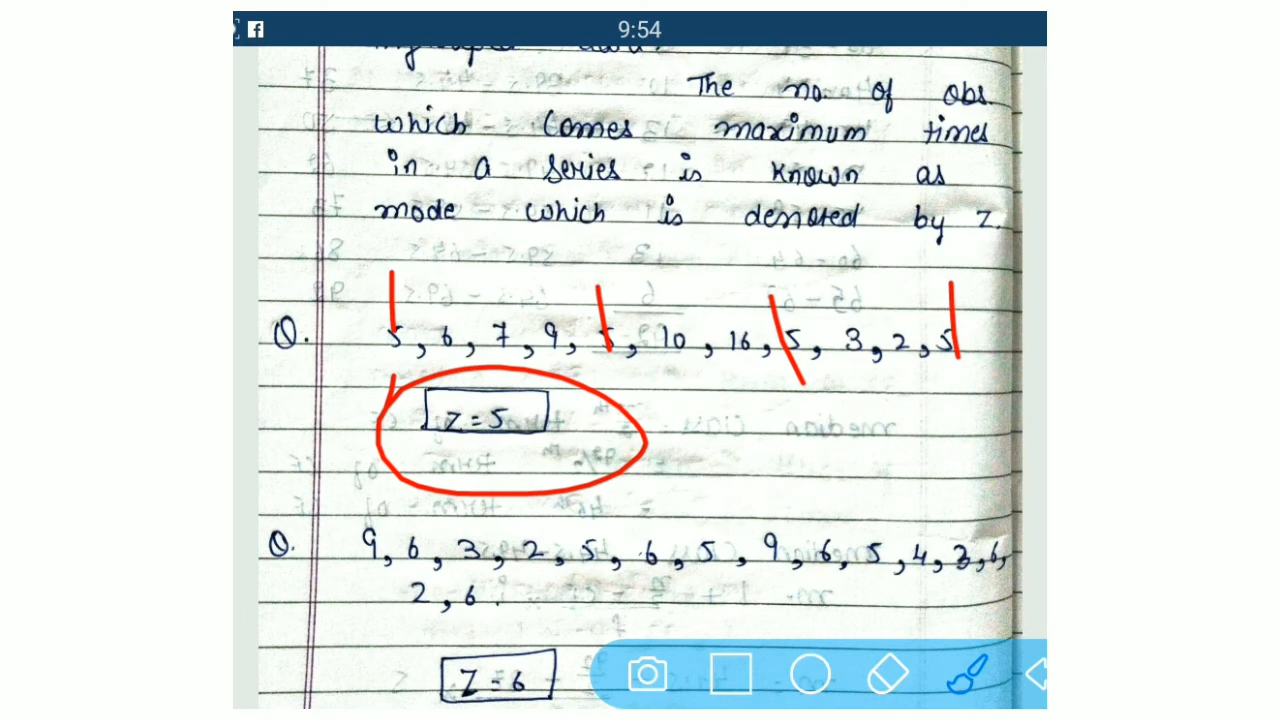 9:54
The no. of obs.
which comes maximum times
in a series is known as
mode which is denoted by Z.
Q. 5, 6, 7, 9, 5, 10, 16, 5, 3, 2, 5
Z = 5
Q. 9, 6, 3, 2, 5, 6, 5, 9, 6, 5, 4, 3, 6,
2, 6.
Z = 6